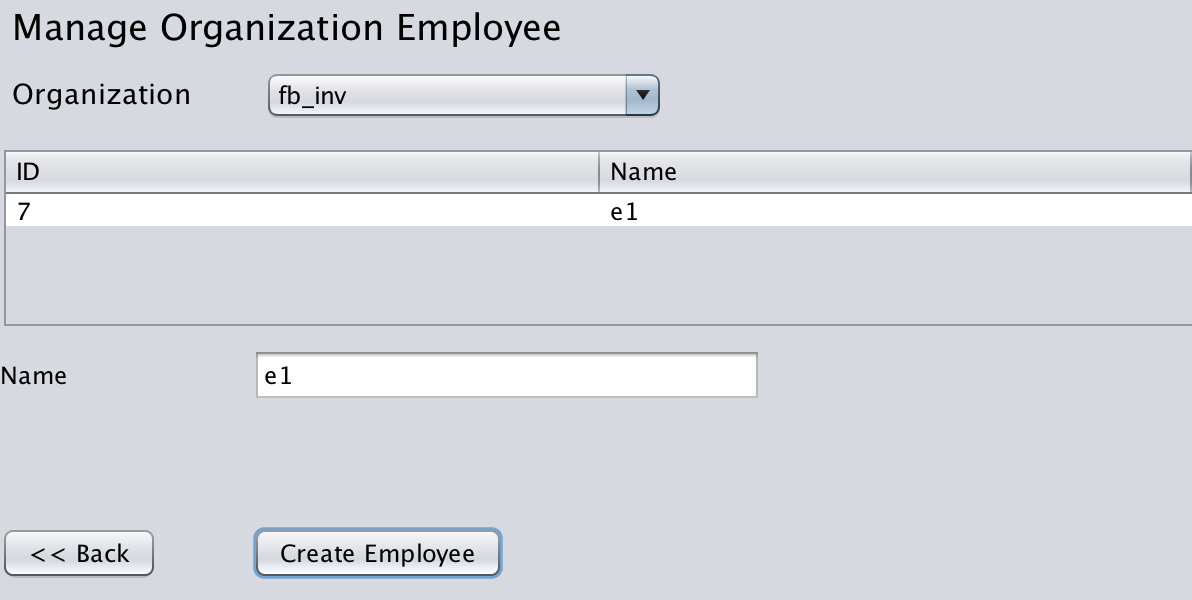 Manage Organization Employee
Organization fb_inv
ID Name
7 e1
Name e1
<< Back Create Employee